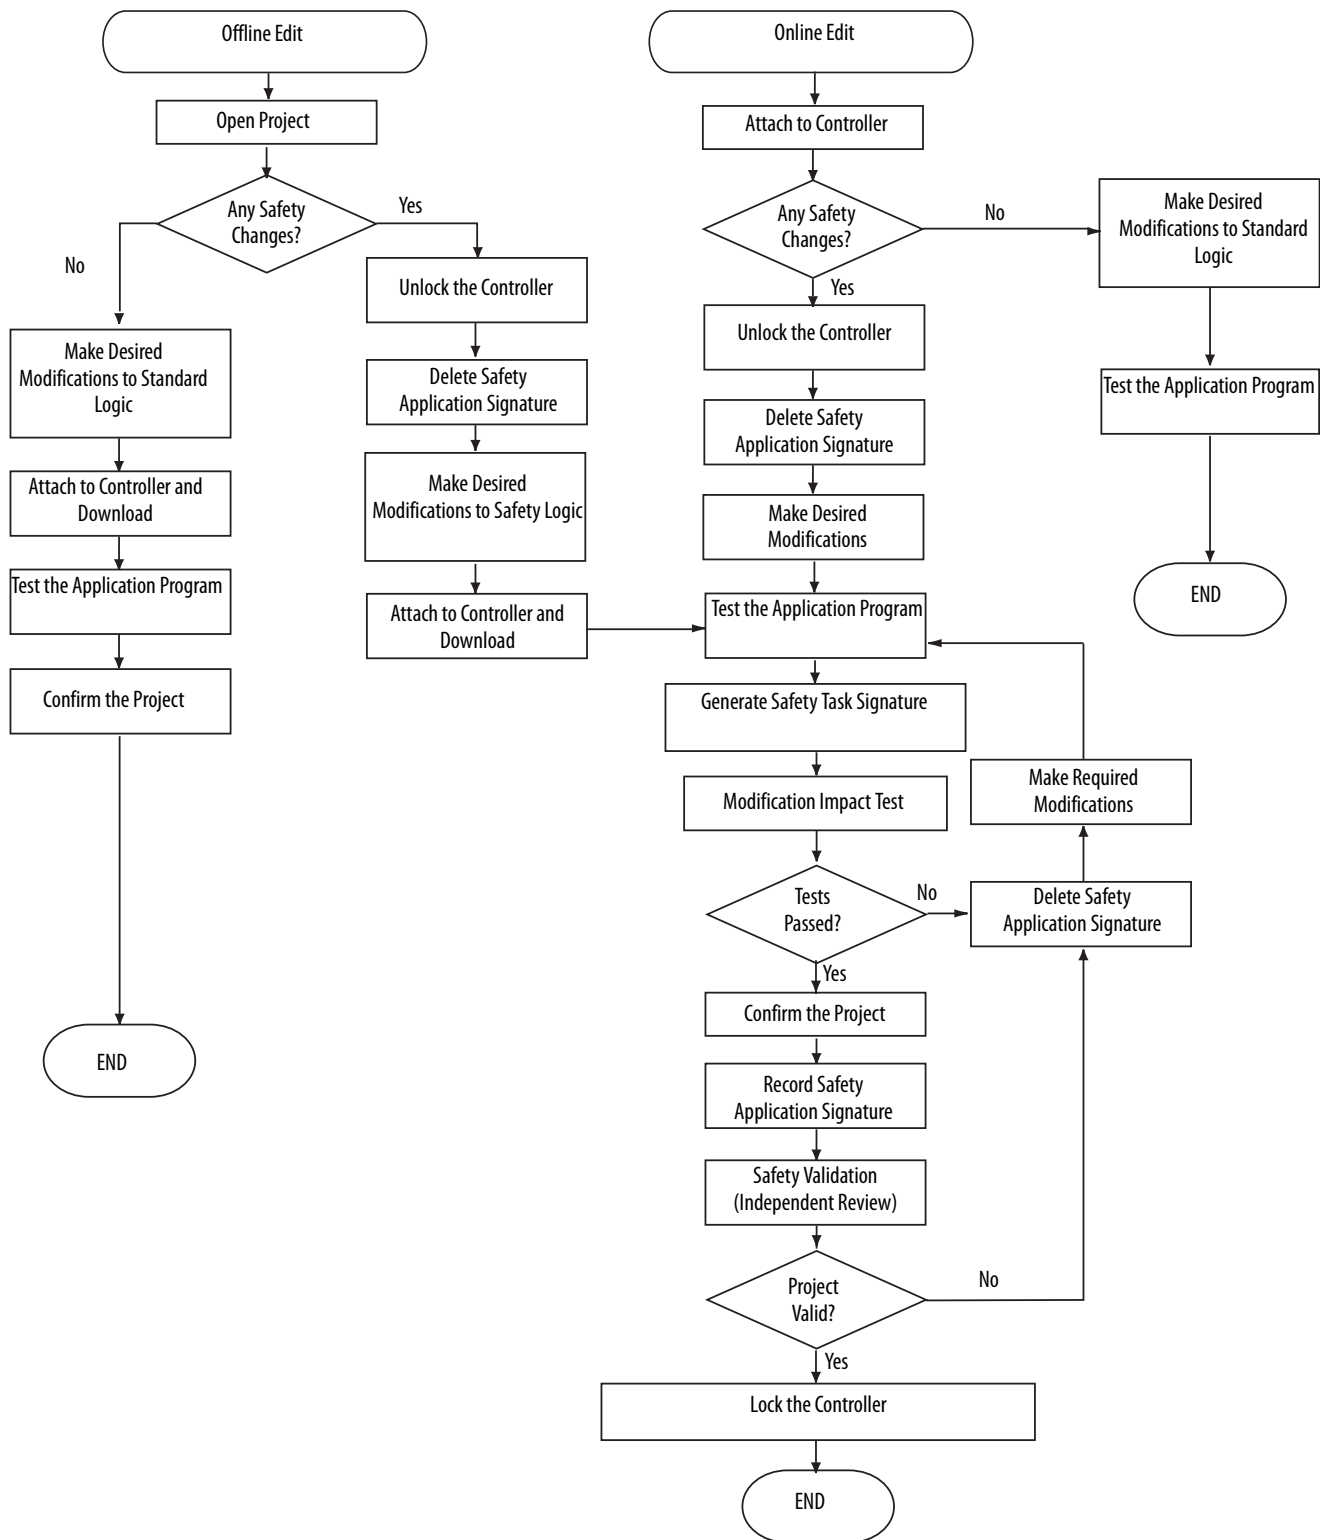 Offline Edit
Open Project
Any Safety
Changes?
No
Yes
Make Desired
Modifications to Standard
Logic
Attach to Controller and
Download
Test the Application Program
Confirm the Project
END
Unlock the Controller
Delete Safety
Application Signature
Make Desired
Modifications to Safety Logic
Attach to Controller and
Download
Online Edit
Attach to Controller
Any Safety
Changes?
No
Yes
Make Desired
Modifications to Standard
Logic
Test the Application Program
END
Unlock the Controller
Delete Safety
Application Signature
Make Desired
Modifications
Test the Application Program
Generate Safety Task Signature
Modification Impact Test
Tests
Passed?
No
Yes
Make Required
Modifications
Delete Safety
Application Signature
Confirm the Project
Record Safety
Application Signature
Safety Validation
(Independent Review)
Project
Valid?
No
Yes
Lock the Controller
END